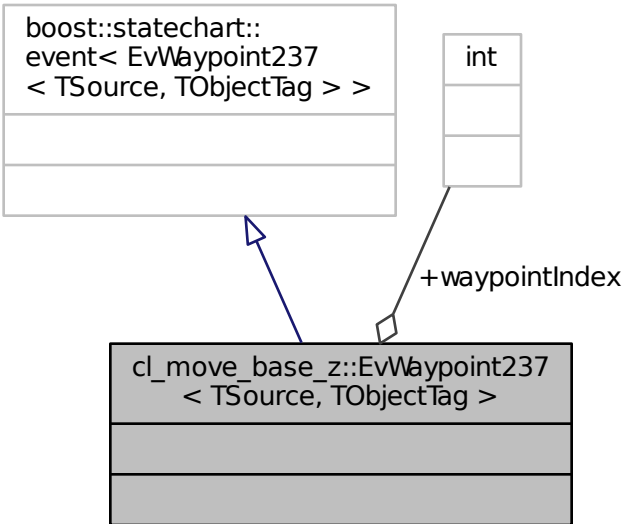 boost::statechart::
event< EvWaypoint237
< TSource, TObjectTag > >
int
+waypointIndex
cl_move_base_z::EvWaypoint237
< TSource, TObjectTag >